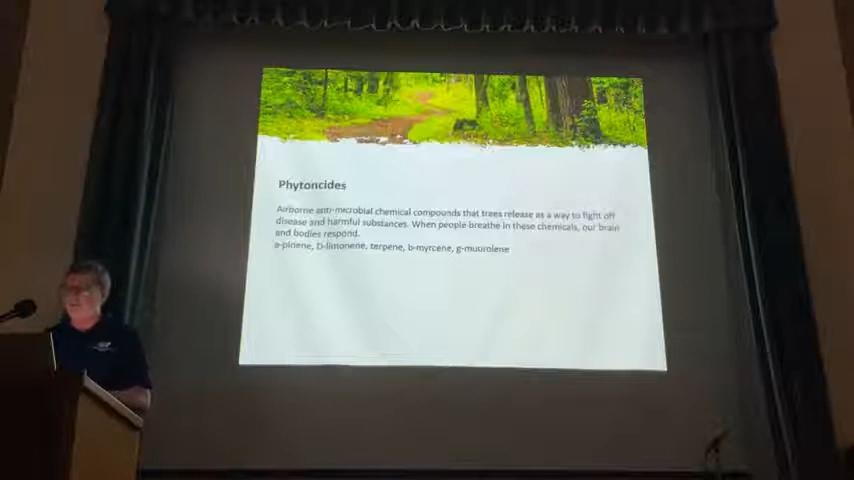 Phytoncides
Airborne anti-microbial chemical compounds that trees release as a way to fight off
disease and harmful substances. When people breathe in these chemicals, our brain
and bodies respond.
a-pinene, D-limonene, terpene, b-myrcene, g-muurolene